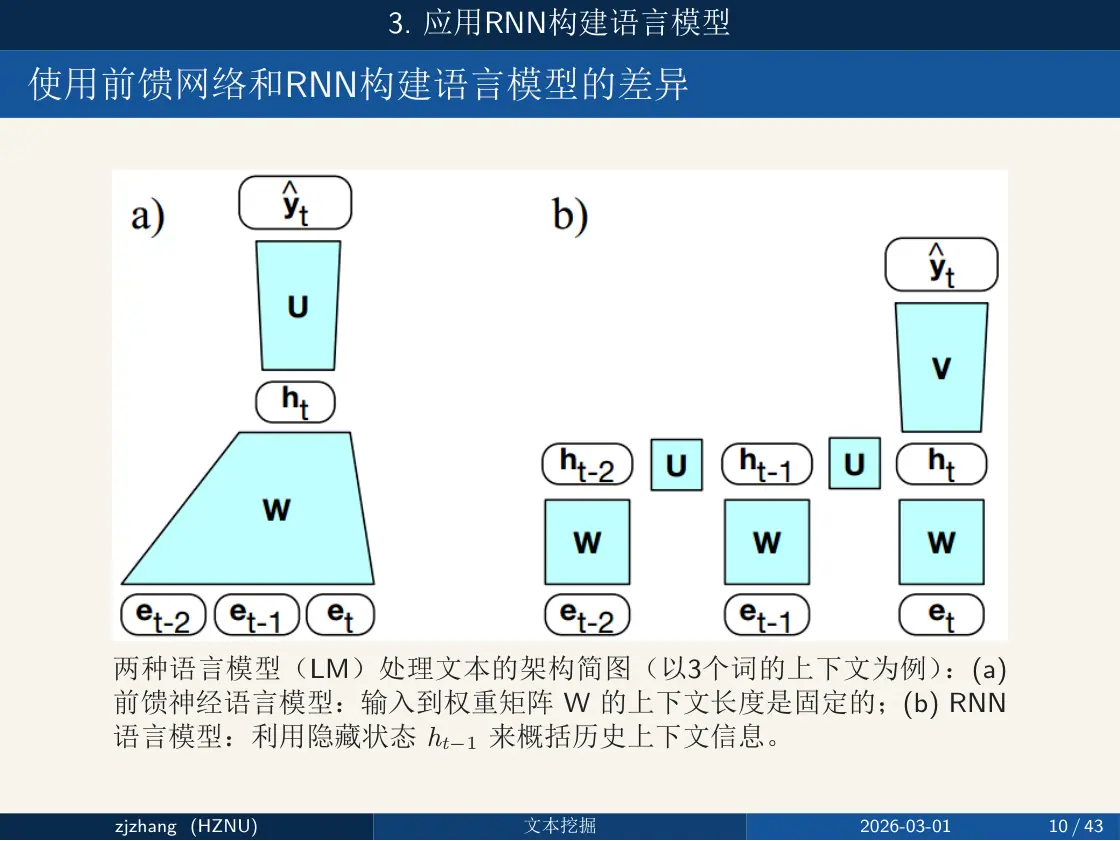 3. 应用RNN构建语言模型
使用前馈网络和RNN构建语言模型的差异
a)
ŷt
U
ht
W
et-2 et-1 et
b)
ŷt
V
ht-2 U ht-1 U ht
W W W
et-2 et-1 et
两种语言模型（LM）处理文本的架构简图（以3个词的上下文为例）：(a)
前馈神经语言模型：输入到权重矩阵 W 的上下文长度是固定的；(b) RNN
语言模型：利用隐藏状态 ht−1 来概括历史上下文信息。
zjzhang (HZNU) 文本挖掘 2026-03-01 10 / 43